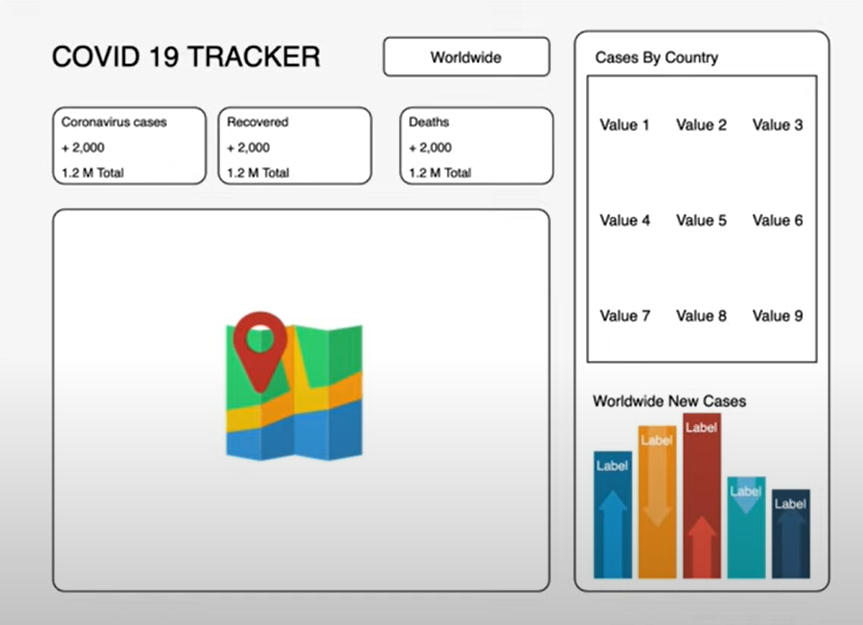 COVID 19 TRACKER
Worldwide
Coronavirus cases
+ 2,000
1.2 M Total
Recovered
+ 2,000
1.2 M Total
Deaths
+ 2,000
1.2 M Total
Cases By Country
Value 1 Value 2 Value 3
Value 4 Value 5 Value 6
Value 7 Value 8 Value 9
Worldwide New Cases
Label
Label
Label
Label
Label